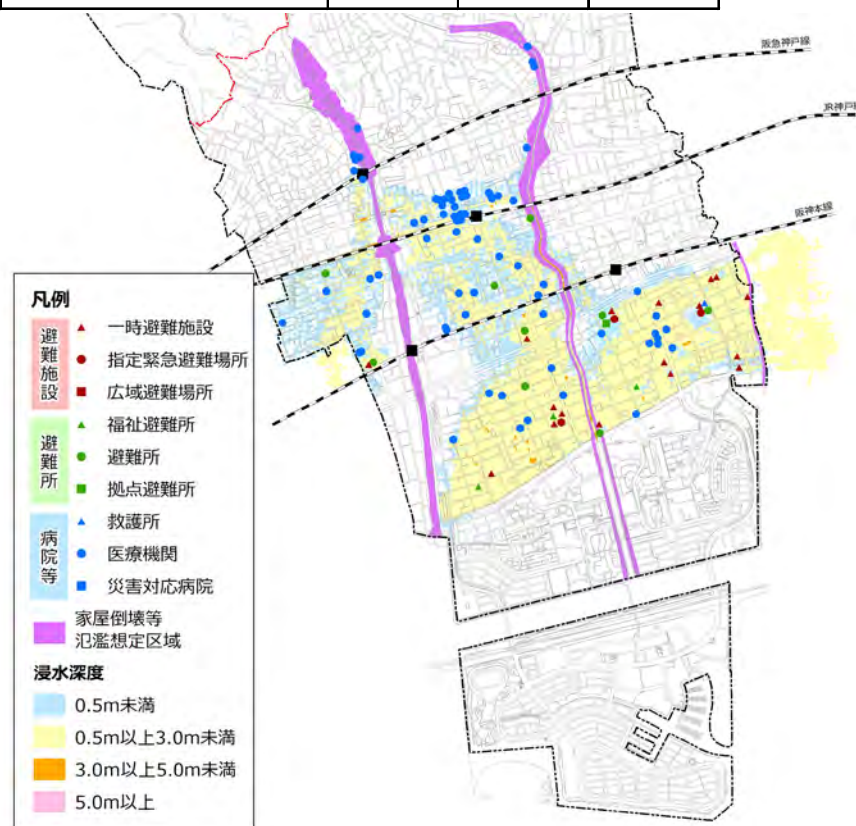 阪急神戸線
JR神戸
阪神本線
凡例
避難施設
一時避難施設
指定緊急避難場所
広域避難場所
避難所
福祉避難所
避難所
拠点避難所
病院等
救護所
医療機関
災害対応病院
家屋倒壊等
氾濫想定区域
浸水深度
0.5m未満
0.5m以上3.0m未満
3.0m以上5.0m未満
5.0m以上